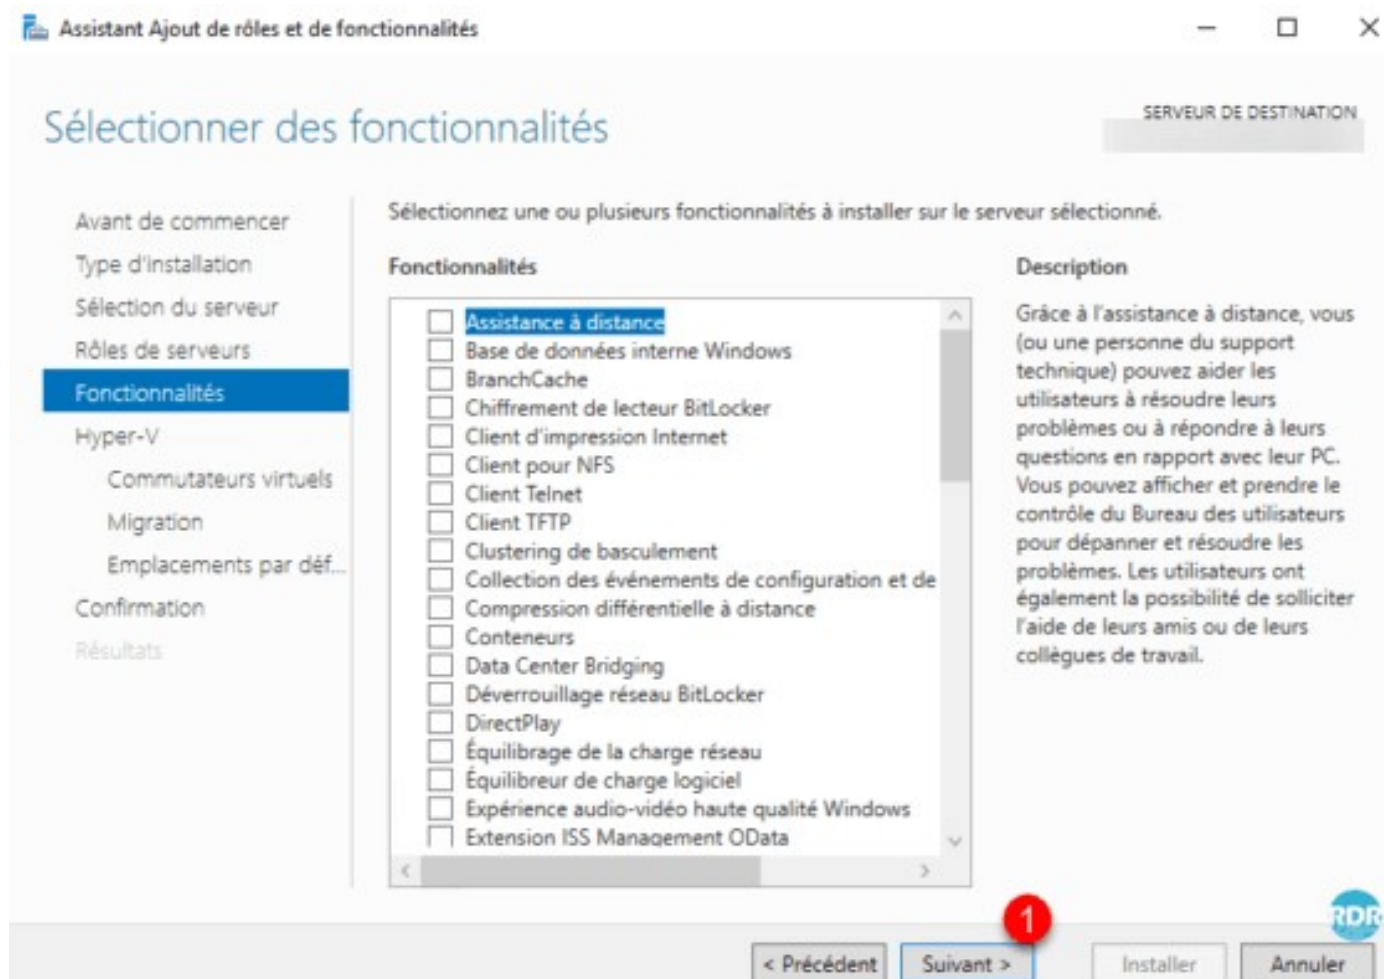 Assistant Ajout de rôles et de fonctionnalités
Sélectionner des fonctionnalités
SERVEUR DE DESTINATION
Avant de commencer
Type d'installation
Sélection du serveur
Rôles de serveurs
Fonctionnalités
Hyper-V
Commutateurs virtuels
Migration
Emplacements par déf...
Confirmation
Résultats
Sélectionnez une ou plusieurs fonctionnalités à installer sur le serveur sélectionné.
Fonctionnalités
Assistance à distance
Base de données interne Windows
BranchCache
Chiffrement de lecteur BitLocker
Client d'impression Internet
Client pour NFS
Client Telnet
Client TFTP
Clustering de basculement
Collection des événements de configuration et de
Compression différentielle à distance
Conteneurs
Data Center Bridging
Déverrouillage réseau BitLocker
DirectPlay
Équilibrage de la charge réseau
Équilibreur de charge logiciel
Expérience audio-vidéo haute qualité Windows
Extension ISS Management OData
Description
Grâce à l'assistance à distance, vous
(ou une personne du support
technique) pouvez aider les
utilisateurs à résoudre leurs
problèmes ou à répondre à leurs
questions en rapport avec leur PC.
Vous pouvez afficher et prendre le
contrôle du Bureau des utilisateurs
pour dépanner et résoudre les
problèmes. Les utilisateurs ont
également la possibilité de solliciter
l'aide de leurs amis ou de leurs
collègues de travail.
1
RDR
< Précédent
Suivant >
Installer
Annuler